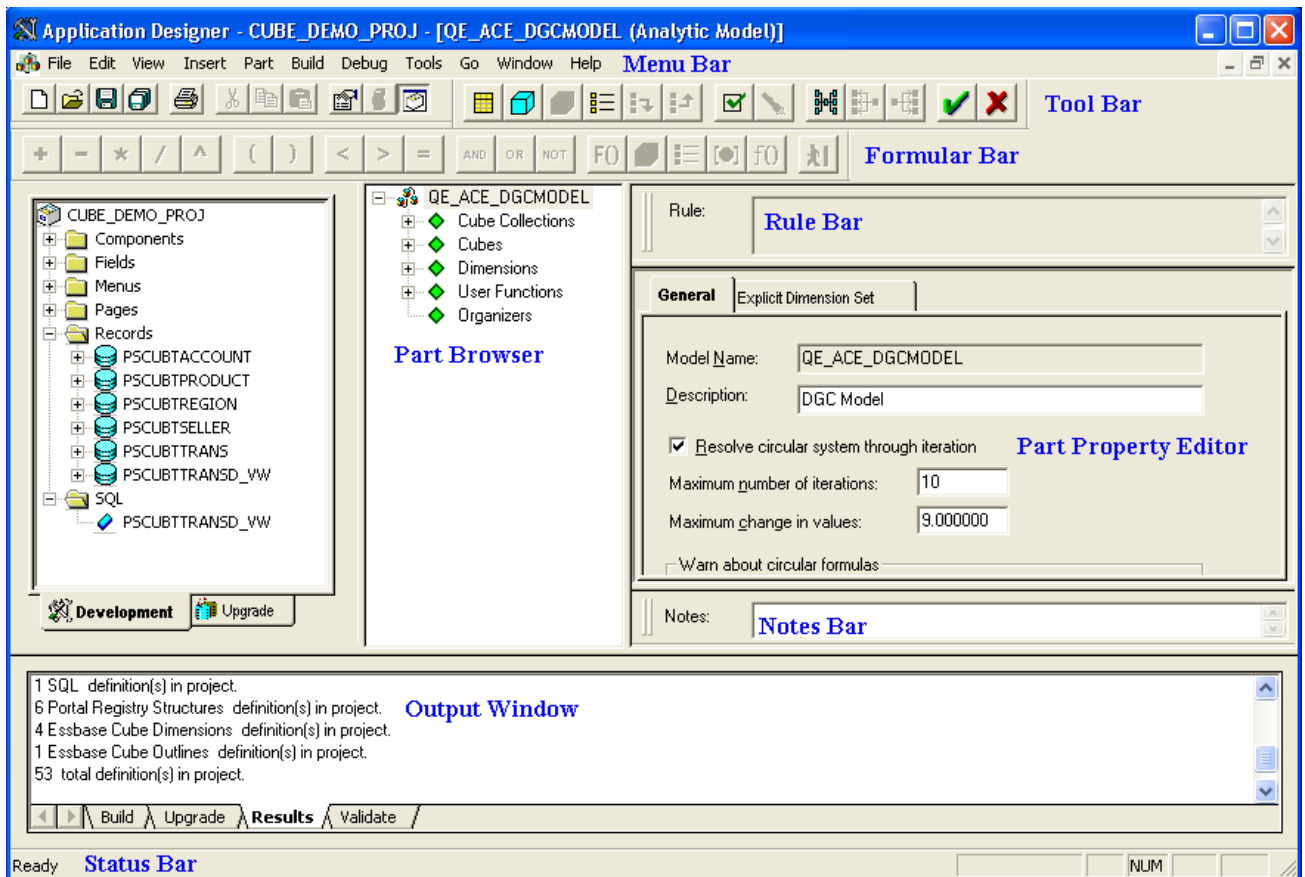 Application Designer - CUBE_DEMO_PROJ - [QE_ACE_DGCMODEL (Analytic Model)]
File Edit View Insert Part Build Debug Tools Go Window Help Menu Bar
Tool Bar
+ - * / ^ ( ) < > = AND OR NOT F() f() Formular Bar
CUBE_DEMO_PROJ
Components
Fields
Menus
Pages
Records
PSCUBTACCOUNT
PSCUBTPRODUCT
PSCUBTREGION
PSCUBTSELLER
PSCUBTTRANS
PSCUBTTRANSD_VW
SQL
PSCUBTTRANSD_VW
Development Upgrade
QE_ACE_DGCMODEL
Cube Collections
Cubes
Dimensions
User Functions
Organizers
Part Browser
Rule: Rule Bar
General Explicit Dimension Set
Model Name: QE_ACE_DGCMODEL
Description: DGC Model
Resolve circular system through iteration Part Property Editor
Maximum number of iterations: 10
Maximum change in values: 9.000000
Warn about circular formulas
Notes: Notes Bar
1 SQL definition(s) in project.
6 Portal Registry Structures definition(s) in project. Output Window
4 Essbase Cube Dimensions definition(s) in project.
1 Essbase Cube Outlines definition(s) in project.
53 total definition(s) in project.
Build Upgrade Results Validate
Ready Status Bar NUM